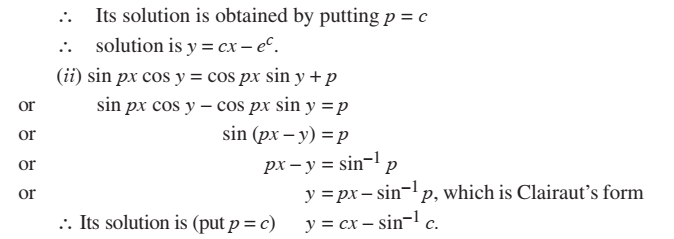 ∴ Its solution is obtained by putting p = c
∴ solution is y = cx – eᶜ.
(ii) sin px cos y = cos px sin y + p
or sin px cos y – cos px sin y = p
or sin (px – y) = p
or px – y = sin⁻¹ p
or y = px – sin⁻¹ p, which is Clairaut’s form
∴ Its solution is (put p = c) y = cx – sin⁻¹ c.